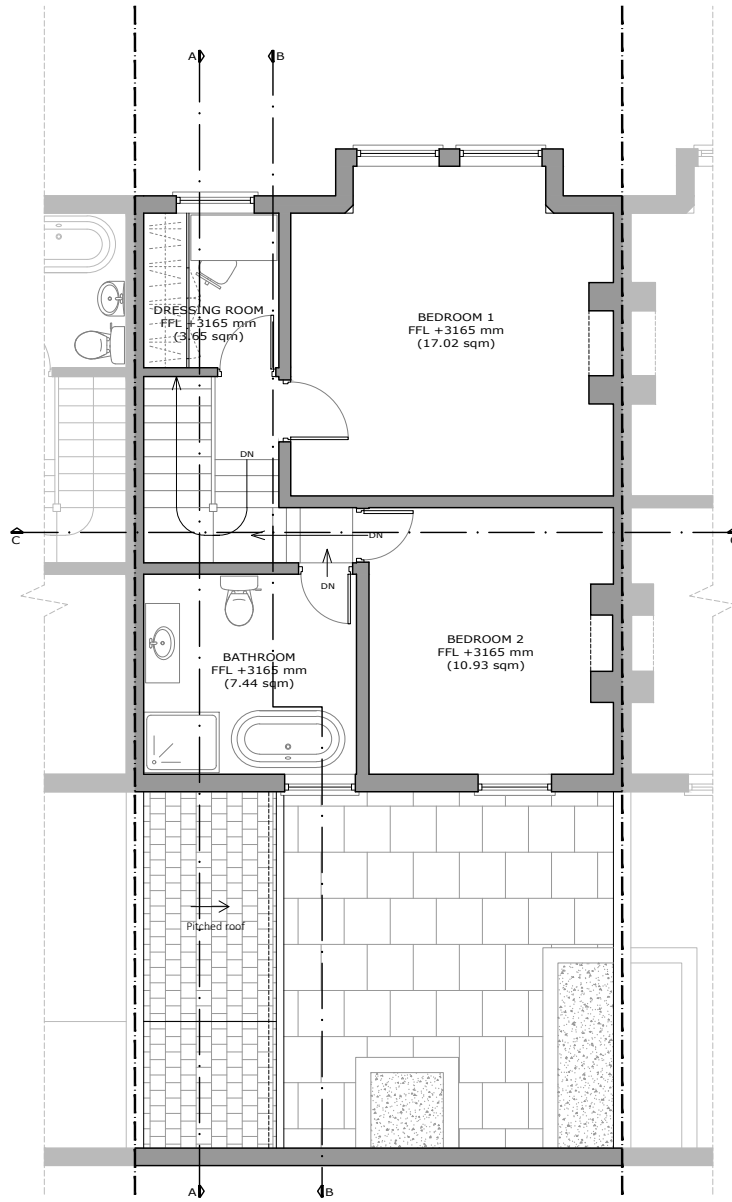 A
B
DRESSING ROOM
FFL +3165 mm
(3.65 sqm)
BEDROOM 1
FFL +3165 mm
(17.02 sqm)
DN
C
DN
C
DN
BEDROOM 2
FFL +3165 mm
(10.93 sqm)
BATHROOM
FFL +3165 mm
(7.44 sqm)
Pitched roof
A
B